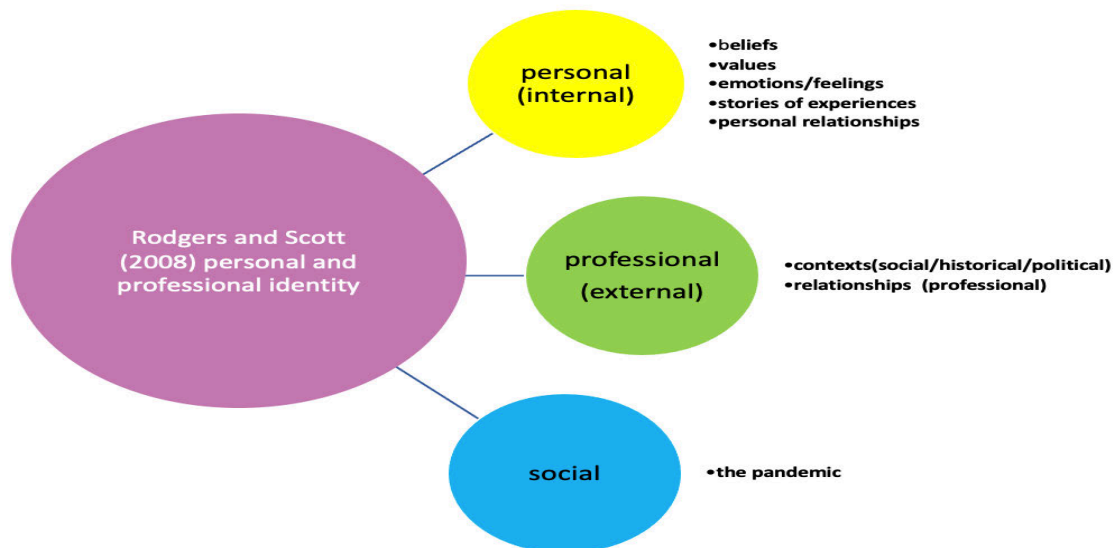 Rodgers and Scott
(2008) personal and
professional identity
personal
(internal)
•beliefs
•values
•emotions/feelings
•stories of experiences
•personal relationships
professional
(external)
•contexts(social/historical/political)
•relationships (professional)
social
•the pandemic